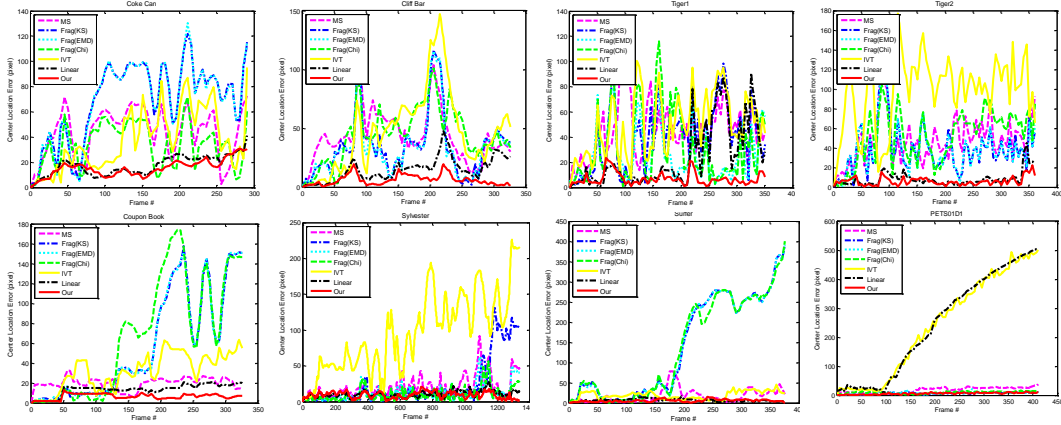 Coke Can
Center Location Error (pixel)
140
120
100
80
60
40
20
0
MS
Frag(KS)
Frag(EMD)
Frag(Chi)
IVT
Linear
Our
0 50 100 150 200 250 300
Frame #
Cliff Bar
Center Location Error (pixel)
150
100
50
0
MS
Frag(KS)
Frag(EMD)
Frag(Chi)
IVT
Linear
Our
0 50 100 150 200 250 300 350
Frame #
Tiger1
Center Location Error (pixel)
140
120
100
80
60
40
20
0
MS
Frag(KS)
Frag(EMD)
Frag(Chi)
IVT
Linear
Our
0 50 100 150 200 250 300 350 400
Frame #
Tiger2
Center Location Error (pixel)
180
160
140
120
100
80
60
40
20
0
MS
Frag(KS)
Frag(EMD)
Frag(Chi)
IVT
Linear
Our
0 50 100 150 200 250 300 350 400
Frame #
Coupon Book
Center Location Error (pixel)
180
160
140
120
100
80
60
40
20
0
MS
Frag(KS)
Frag(EMD)
Frag(Chi)
IVT
Linear
Our
0 50 100 150 200 250 300 350
Frame #
Sylvester
Center Location Error (pixel)
250
200
150
100
50
0
MS
Frag(KS)
Frag(EMD)
Frag(Chi)
IVT
Linear
Our
0 200 400 600 800 1000 1200
Frame #
Surfer
Center Location Error (pixel)
450
400
350
300
250
200
150
100
50
0
MS
Frag(KS)
Frag(EMD)
Frag(Chi)
IVT
Linear
Our
0 50 100 150 200 250 300 350 400
Frame #
PETS01D1
Center Location Error (pixel)
600
500
400
300
200
100
0
MS
Frag(KS)
Frag(EMD)
Frag(Chi)
IVT
Linear
Our
0 50 100 150 200 250 300 350 400 450
Frame #